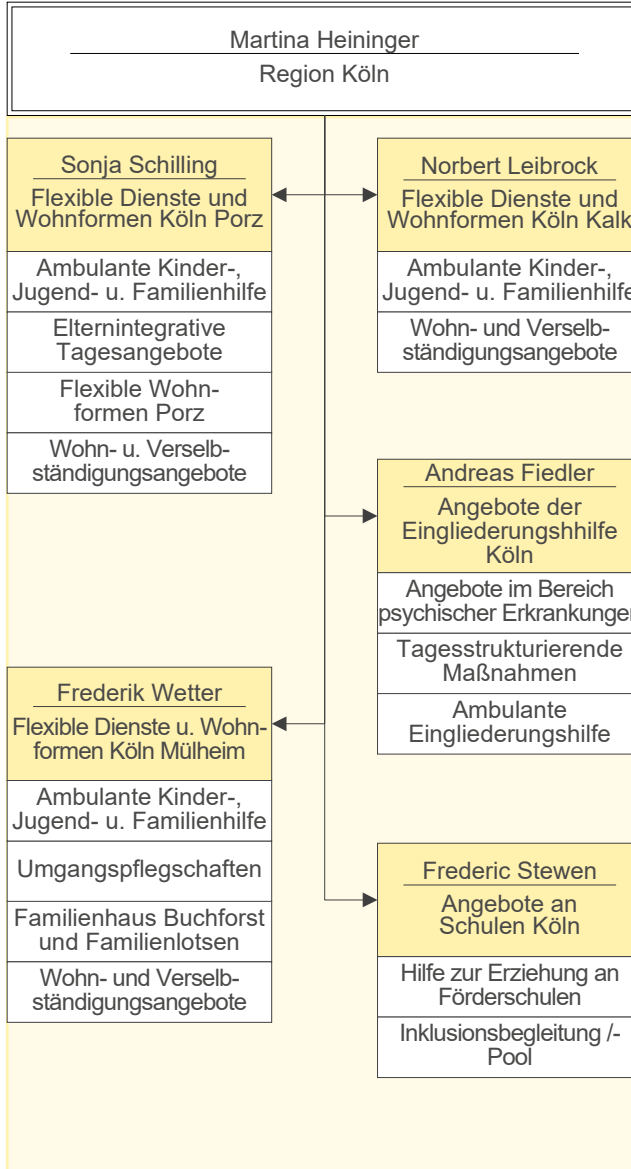 Martina Heininger
Region Köln
Sonja Schilling
Flexible Dienste und
Wohnformen Köln Porz
Ambulante Kinder-,
Jugend- u. Familienhilfe
Elternintegrative
Tagesangebote
Flexible Wohn-
formen Porz
Wohn- u. Verselb-
ständigungsangebote
Norbert Leibrock
Flexible Dienste und
Wohnformen Köln Kalk
Ambulante Kinder-,
Jugend- u. Familienhilfe
Wohn- und Verselb-
ständigungsangebote
Andreas Fiedler
Angebote der
Eingliederungshhilfe
Köln
Angebote im Bereich
psychischer Erkrankungen
Tagesstrukturierende
Maßnahmen
Ambulante
Eingliederungshilfe
Frederik Wetter
Flexible Dienste u. Wohn-
formen Köln Mülheim
Ambulante Kinder-,
Jugend- u. Familienhilfe
Umgangspflegschaften
Familienhaus Buchforst
und Familienlotsen
Wohn- und Verselb-
ständigungsangebote
Frederic Stewen
Angebote an
Schulen Köln
Hilfe zur Erziehung an
Förderschulen
Inklusionsbegleitung /-
Pool